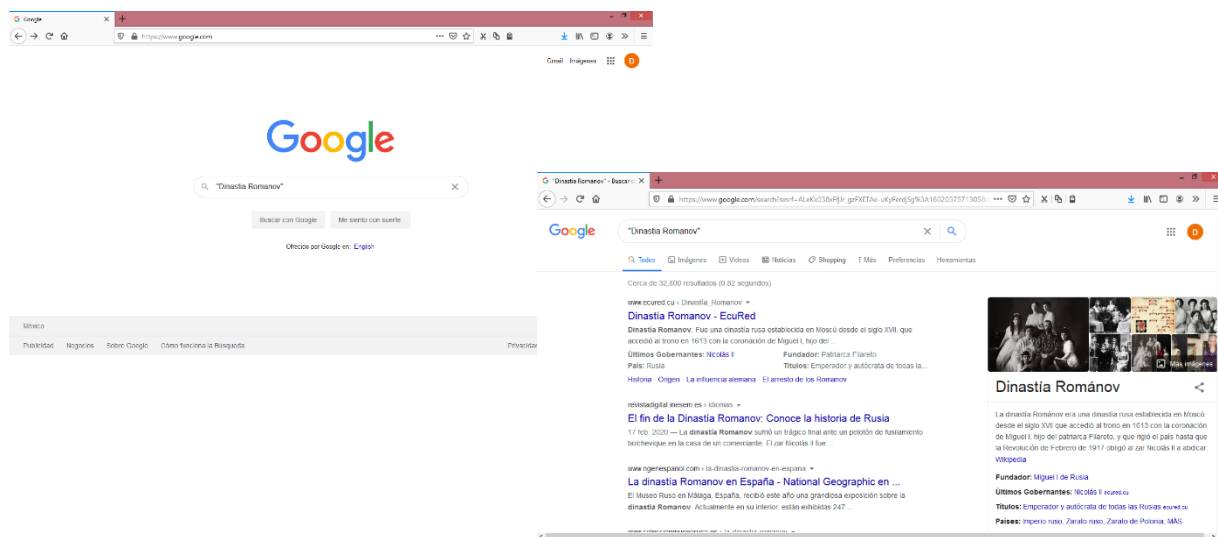 Google
https://www.google.com
Gmail Imágenes
D
Google
"Dinastia Romanov"
Buscar con Google Me siento con suerte
Ofrecido por Google en: English
México
Publicidad Negocios Sobre Google Cómo funciona la Búsqueda Privacidad
"Dinastia Romanov" - Buscar
Google
"Dinastia Romanov"
D
Todos Imágenes Videos Noticias Shopping Más Preferencias Herramientas
Cerca de 32,800 resultados (0.82 segundos)
www.ecured.cu › Dinastía_Romanov
Dinastía Romanov - EcuRed
Dinastía Romanov. Fue una dinastía rusa establecida en Moscú desde el siglo XVII, que
accedió al trono en 1613 con la coronación de Miguel I, hijo del ...
Últimos Gobernantes: Nicolás II Fundador: Patriarca Filareto
País: Rusia Títulos: Emperador y autócrata de todas la...
Historia · Origen · La influencia alemana · El arresto de los Romanov
revistadigital.inesem.es › idiomas
El fin de la Dinastía Romanov: Conoce la historia de Rusia
17 feb. 2020 — La dinastía Romanov sufrió un trágico final ante un pelotón de fusilamiento
bolchevique en la casa de un comerciante. El zar Nicolás II fue
www.ngenespanol.com › la-dinastia-romanov-en-espana
La dinastía Romanov en España - National Geographic en ...
El Museo Ruso en Málaga, España, recibió este año una grandiosa exposición sobre la
dinastía Romanov. Actualmente en su interior, están exhibidas 247 ...
Más imágenes
Dinastía Románov
La dinastía Románov era una dinastía rusa establecida en Moscú
desde el siglo XVII que accedió al trono en 1613 con la coronación
de Miguel I, hijo del patriarca Filareto, y que rigió el país hasta que
la Revolución de Febrero de 1917 obligó al zar Nicolás II a abdicar.
Wikipedia
Fundador: Miguel I de Rusia
Últimos Gobernantes: Nicolás II ecured.cu
Títulos: Emperador y autócrata de todas las Rusias ecured.cu
Países: Imperio ruso, Zarato ruso, Zarato de Polonia, MÁS